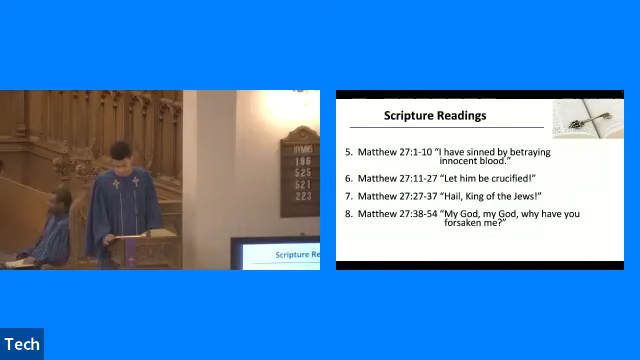 HYMNS
196
525
521
223
Scripture Re
Scripture Readings
5. Matthew 27:1-10 “I have sinned by betraying
innocent blood.”
6. Matthew 27:11-27 “Let him be crucified!”
7. Matthew 27:27-37 “Hail, King of the Jews!”
8. Matthew 27:38-54 “My God, my God, why have you
forsaken me?”
Tech